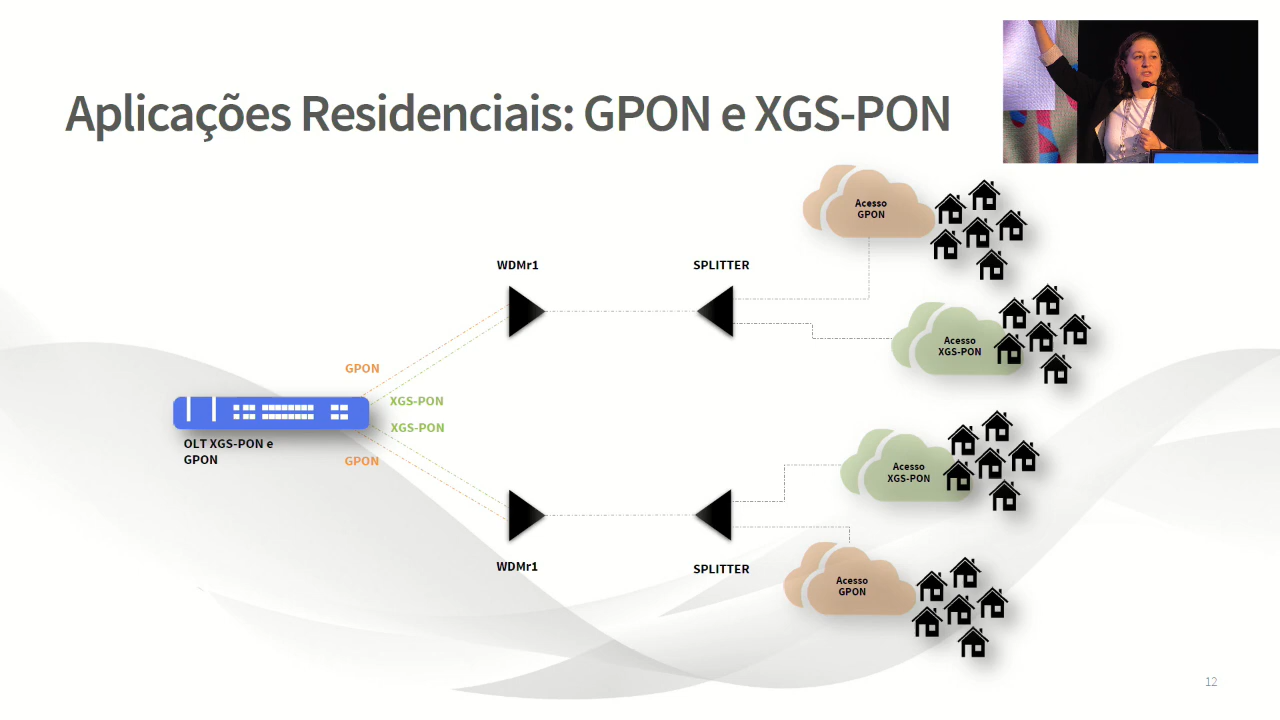 Aplicações Residenciais: GPON e XGS-PON
Acesso
GPON
WDMr1
SPLITTER
Acesso
XGS-PON
GPON
XGS-PON
XGS-PON
OLT XGS-PON e
GPON
GPON
Acesso
XGS-PON
WDMr1
SPLITTER
Acesso
GPON
12